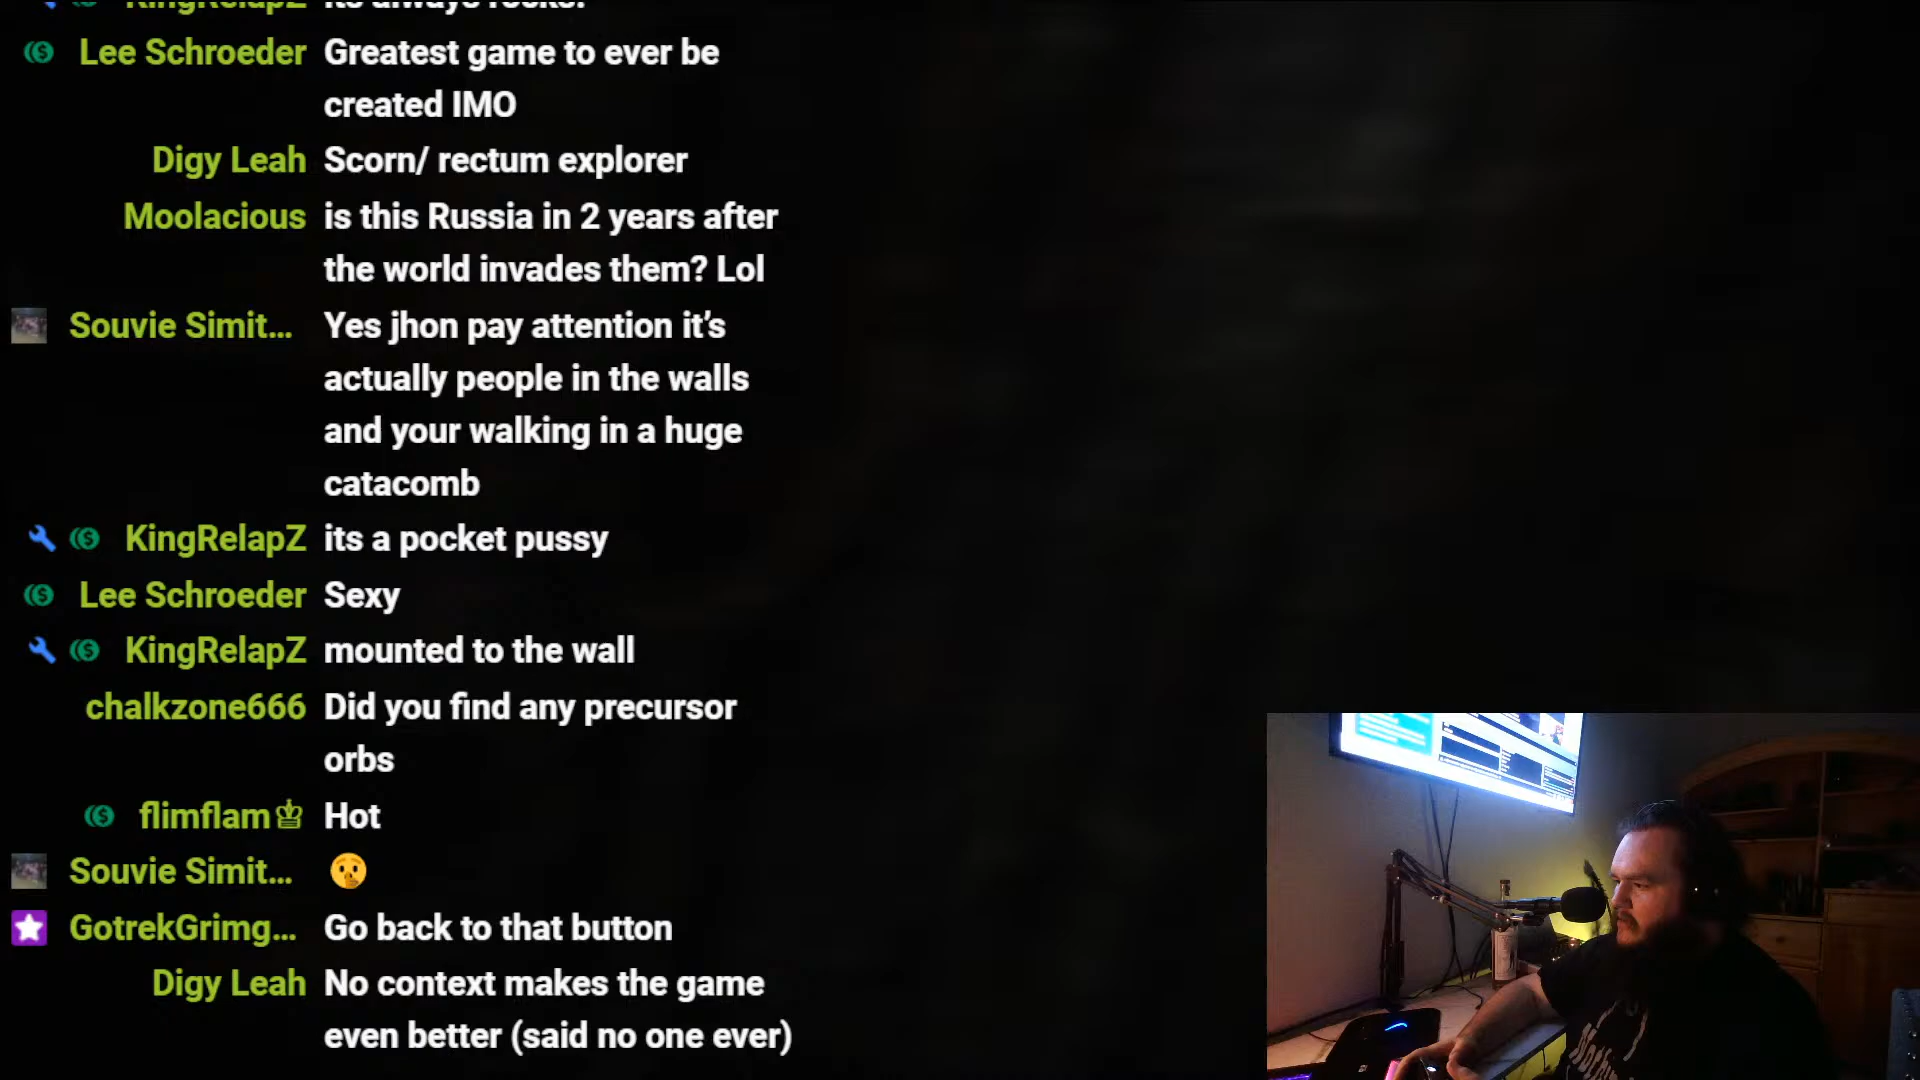 KingRelapZ its always rocks!
Lee Schroeder Greatest game to ever be
created IMO
Digy Leah Scorn/ rectum explorer
Moolacious is this Russia in 2 years after
the world invades them? Lol
Souvie Simit... Yes jhon pay attention it’s
actually people in the walls
and your walking in a huge
catacomb
KingRelapZ its a pocket pussy
Lee Schroeder Sexy
KingRelapZ mounted to the wall
chalkzone666 Did you find any precursor
orbs
flimflam Hot
Souvie Simit... 🤫
GotrekGrimg... Go back to that button
Digy Leah No context makes the game
even better (said no one ever)